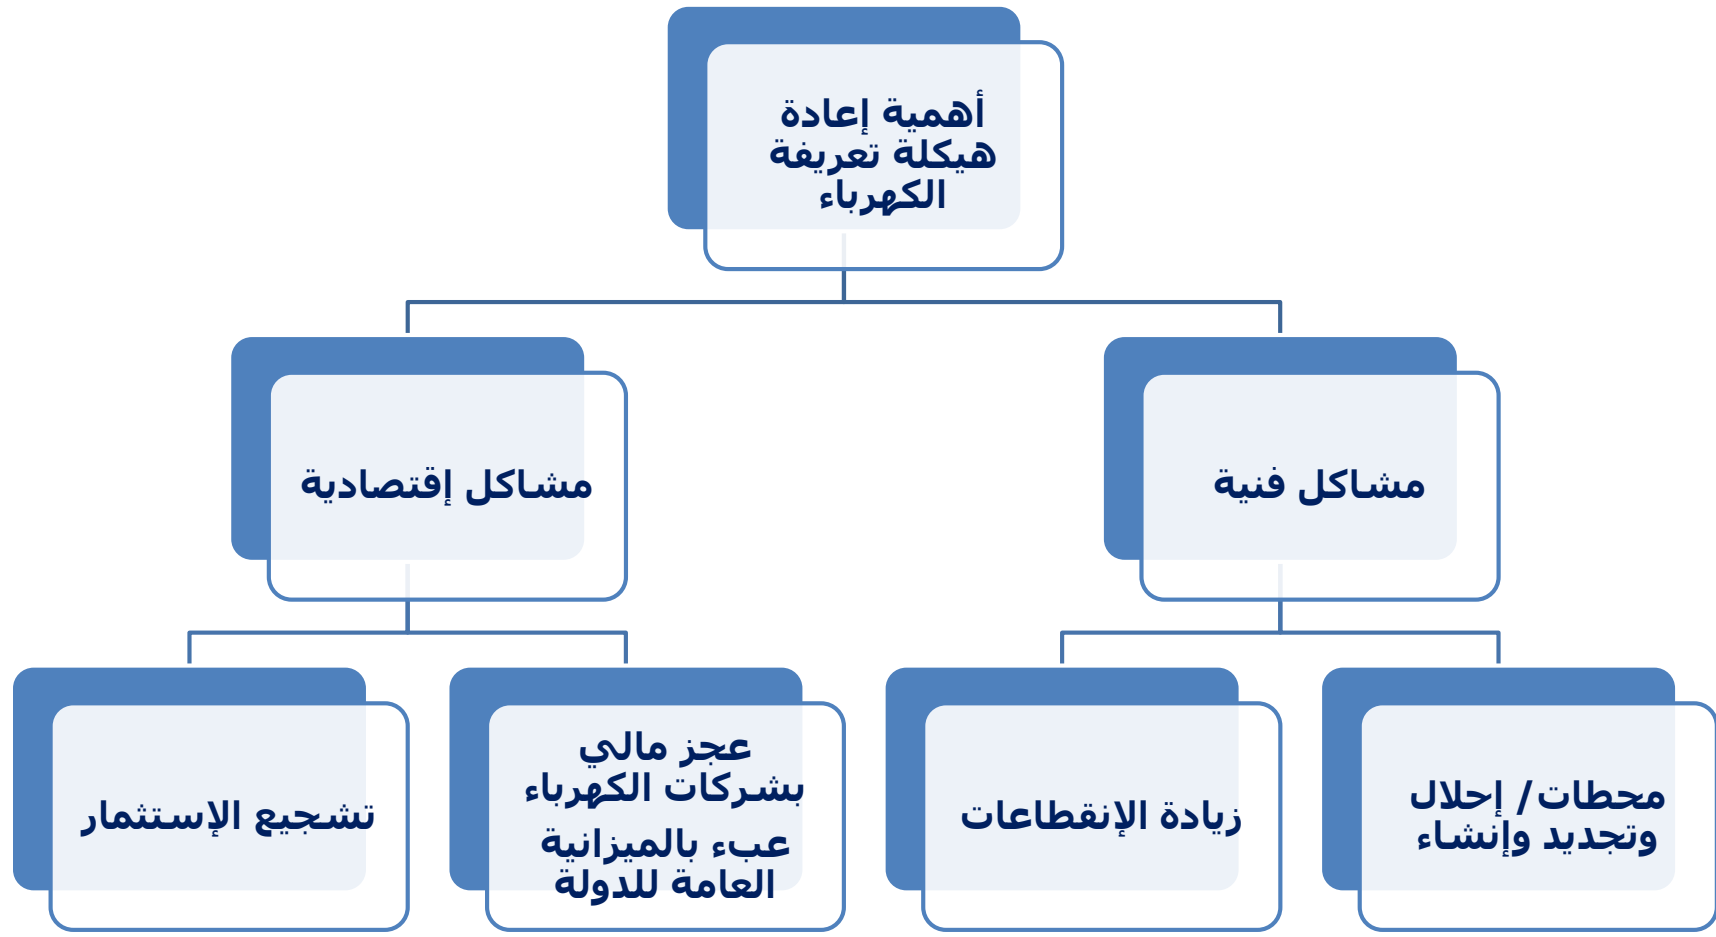 أهمية إعادة
هيكلة تعريفة
الكهرباء
مشاكل فنية
مشاكل إقتصادية
محطات/ إحلال
وتجديد وإنشاء
زيادة الإنقطاعات
عجز مالي
بشركات الكهرباء
عبء بالميزانية
العامة للدولة
تشجيع الإستثمار